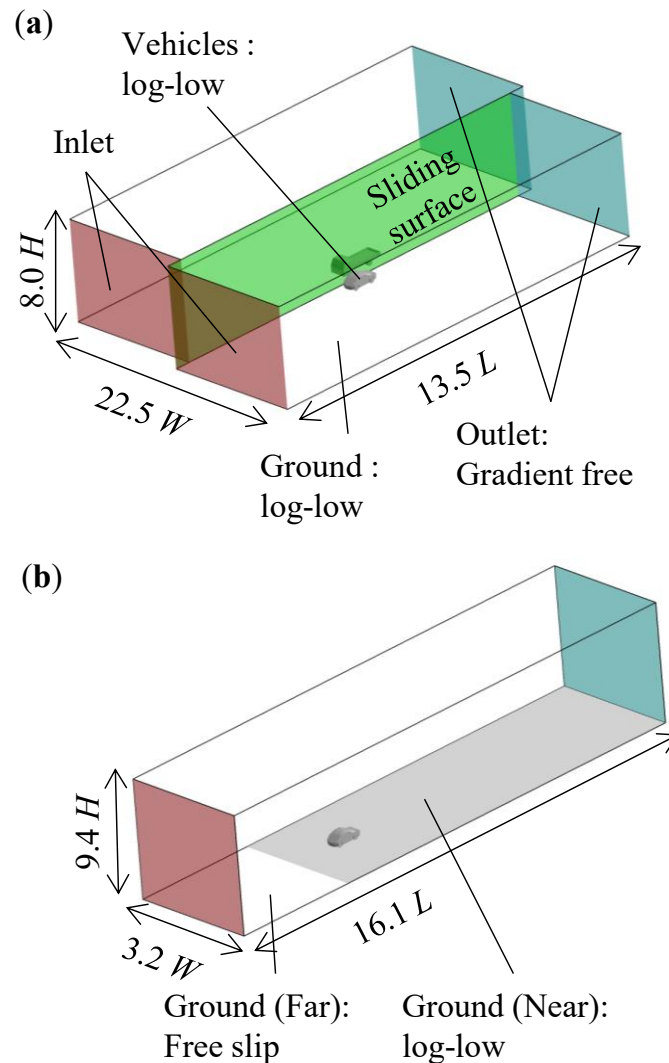 (a)
Vehicles :
log-low
Inlet
Sliding
surface
8.0 H
22.5 W
13.5 L
Ground :
log-low
Outlet:
Gradient free
(b)
9.4 H
3.2 W
16.1 L
Ground (Far):
Free slip
Ground (Near):
log-low